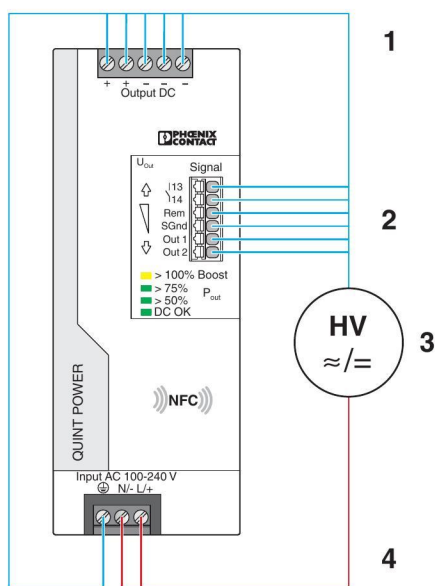 1
+ + − − −
Output DC
PHŒNIX
CONTACT
UOut
Signal
13
14
Rem
SGnd
Out 1
Out 2
2
> 100% Boost
> 75%
> 50%
Pout
DC OK
HV
≈/=
3
NFC
QUINT POWER
Input AC 100-240 V
N/- L/+
4